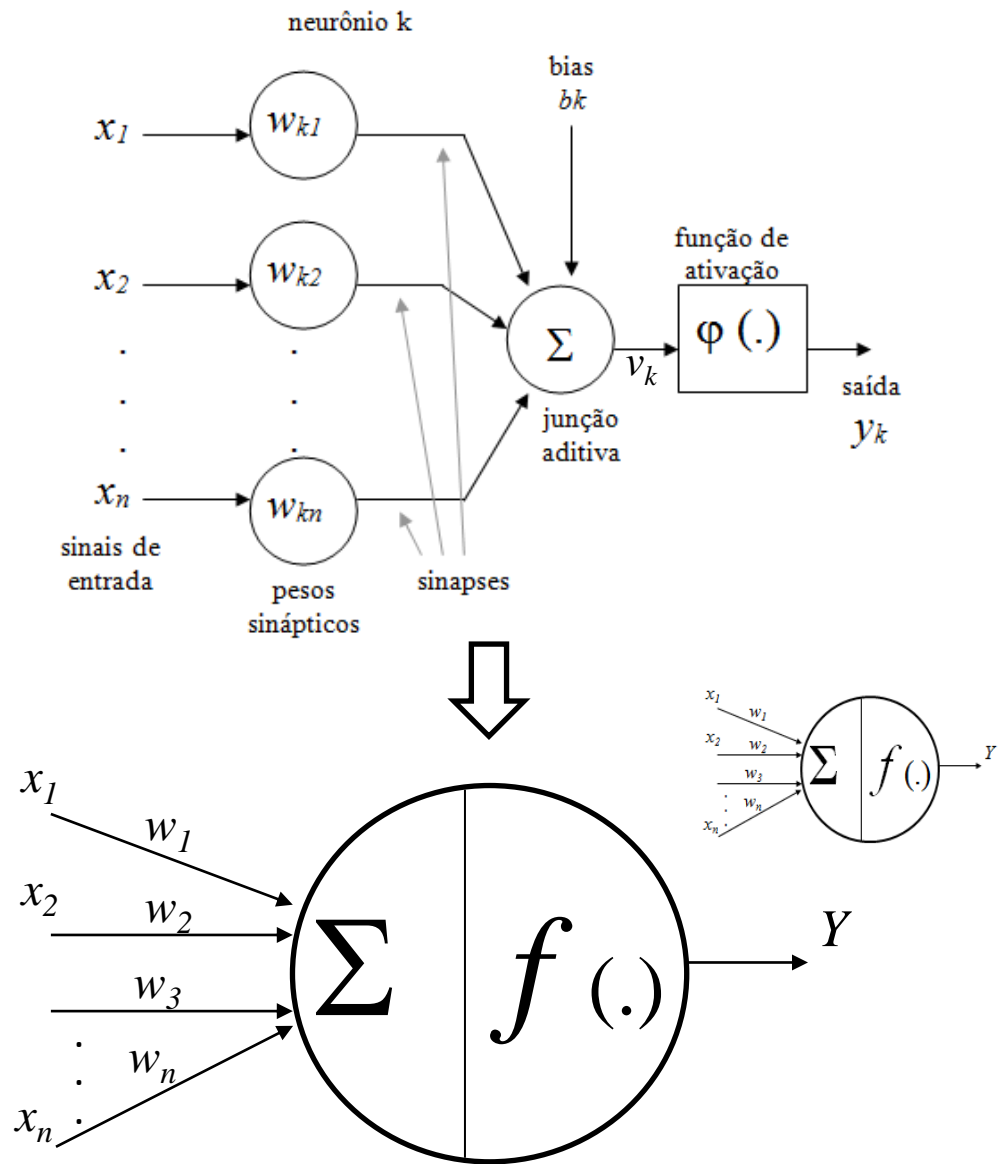 neurônio k
bias
bk
x1
wk1
função de
ativação
x2
wk2
Σ
vk
φ (.)
saída
yk
junção
aditiva
.
.
.
.
.
.
xn
wkn
sinais de
entrada
pesos
sinápticos
sinapses
x1
w1
x2
w2
w3
.
.
.
wn
xn
Σ
f (.)
Y
x1
w1
x2
w2
w3
.
.
.
wn
xn
Σ
f (.)
Y